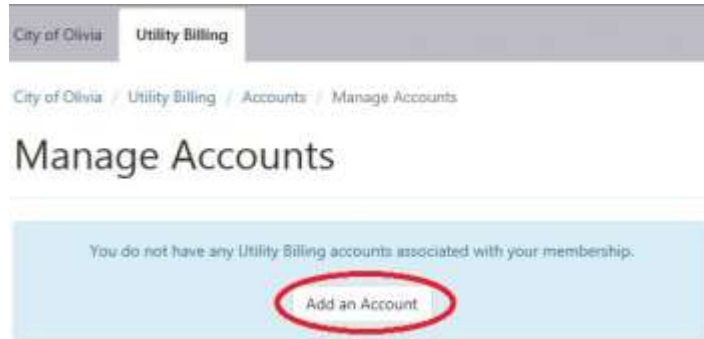 City of Olivia Utility Billing
City of Olivia / Utility Billing / Accounts / Manage Accounts
Manage Accounts
You do not have any Utility Billing accounts associated with your membership.
Add an Account